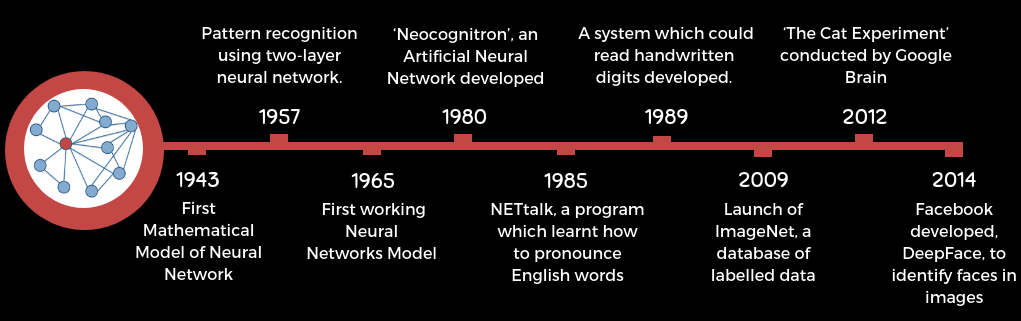 Pattern recognition
using two-layer
neural network.
1957
‘Neocognitron’, an
Artificial Neural
Network developed
1980
A system which could
read handwritten
digits developed.
1989
‘The Cat Experiment’
conducted by Google
Brain
2012
1943
First
Mathematical
Model of Neural
Network
1965
First working
Neural
Networks Model
1985
NETtalk, a program
which learnt how
to pronounce
English words
2009
Launch of
ImageNet, a
database of
labelled data
2014
Facebook
developed,
DeepFace, to
identify faces in
images